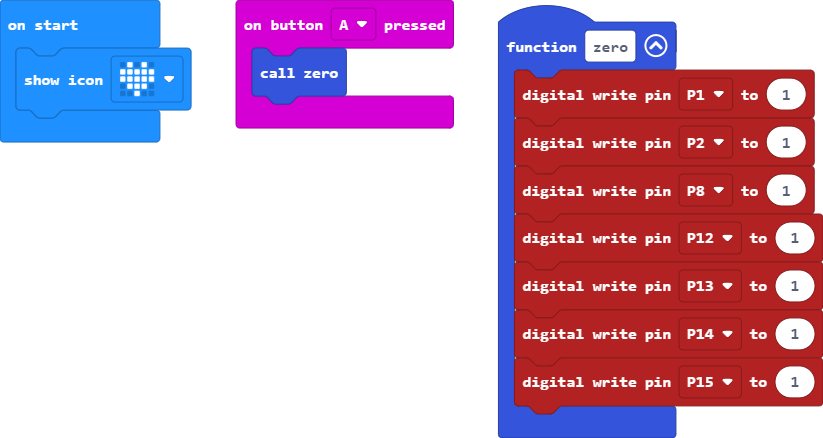 on start
show icon
on button A pressed
call zero
function zero
digital write pin P1 to 1
digital write pin P2 to 1
digital write pin P8 to 1
digital write pin P12 to 1
digital write pin P13 to 1
digital write pin P14 to 1
digital write pin P15 to 1